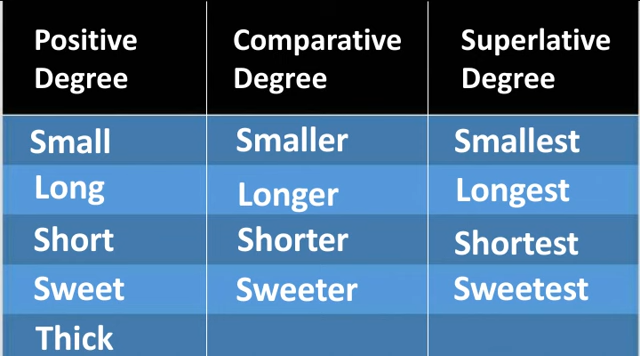 Positive Degree Comparative Degree Superlative Degree
Small Smaller Smallest
Long Longer Longest
Short Shorter Shortest
Sweet Sweeter Sweetest
Thick